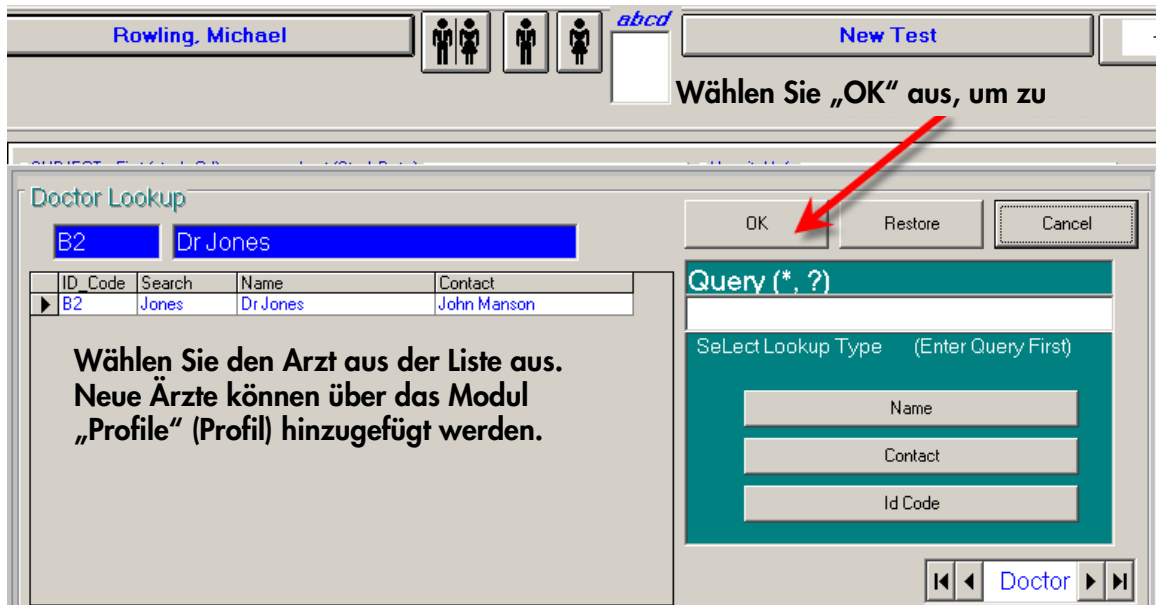 Rowling, Michael
abcd
New Test
Wählen Sie „OK“ aus, um zu
Doctor Lookup
B2 Dr Jones
OK Restore Cancel
ID_Code Search Name Contact
B2 Jones Dr Jones John Manson
Query (*, ?)
SeLect Lookup Type (Enter Query First)
Name
Contact
Id Code
Wählen Sie den Arzt aus der Liste aus.
Neue Ärzte können über das Modul
„Profile“ (Profil) hinzugefügt werden.
Doctor